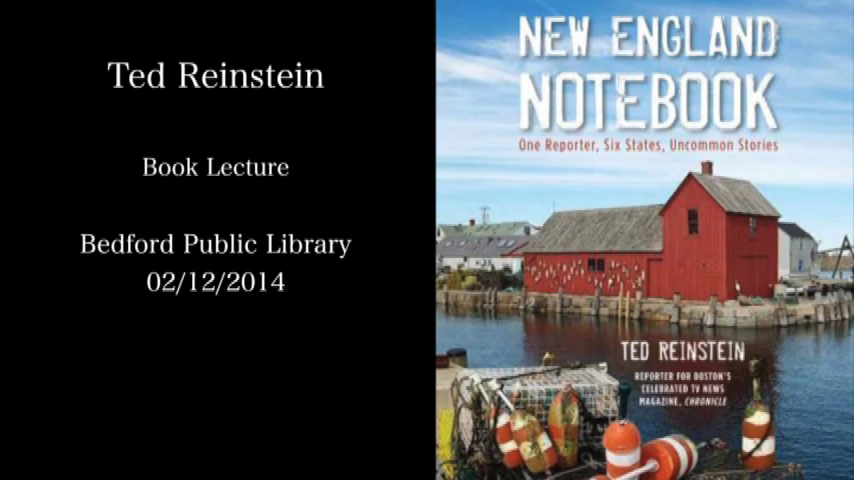 Ted Reinstein
Book Lecture
Bedford Public Library
02/12/2014
NEW ENGLAND
NOTEBOOK
One Reporter, Six States, Uncommon Stories
TED REINSTEIN
REPORTER FOR BOSTON'S
CELEBRATED TV NEWS
MAGAZINE, CHRONICLE